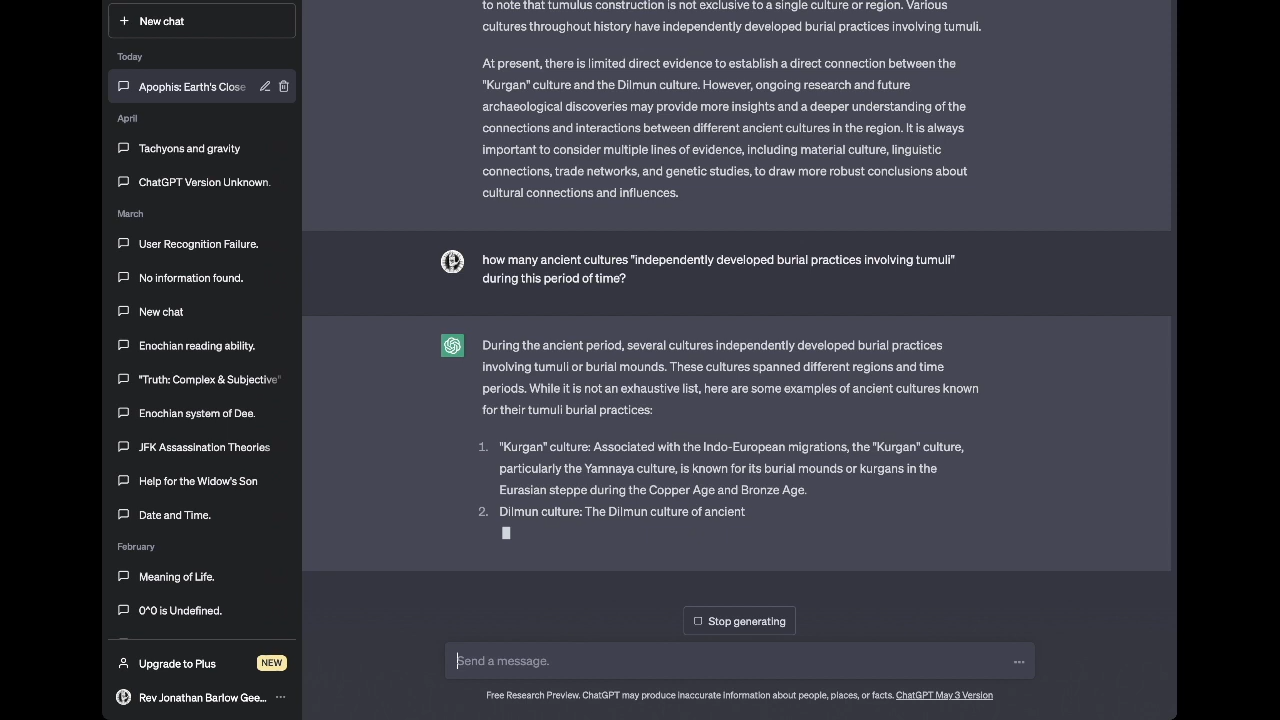 New chat
Today
Apophis: Earth's Close
April
Tachyons and gravity
ChatGPT Version Unknown.
March
User Recognition Failure.
No information found.
New chat
Enochian reading ability.
"Truth: Complex & Subjective"
Enochian system of Dee.
JFK Assassination Theories
Help for the Widow's Son
Date and Time.
February
Meaning of Life.
0^0 is Undefined.
Upgrade to Plus
NEW
Rev Jonathan Barlow Gee...
to note that tumulus construction is not exclusive to a single culture or region. Various
cultures throughout history have independently developed burial practices involving tumuli.
At present, there is limited direct evidence to establish a direct connection between the
"Kurgan" culture and the Dilmun culture. However, ongoing research and future
archaeological discoveries may provide more insights and a deeper understanding of the
connections and interactions between different ancient cultures in the region. It is always
important to consider multiple lines of evidence, including material culture, linguistic
connections, trade networks, and genetic studies, to draw more robust conclusions about
cultural connections and influences.
how many ancient cultures "independently developed burial practices involving tumuli"
during this period of time?
During the ancient period, several cultures independently developed burial practices
involving tumuli or burial mounds. These cultures spanned different regions and time
periods. While it is not an exhaustive list, here are some examples of ancient cultures known
for their tumuli burial practices:
1. "Kurgan" culture: Associated with the Indo-European migrations, the "Kurgan" culture,
particularly the Yamnaya culture, is known for its burial mounds or kurgans in the
Eurasian steppe during the Copper Age and Bronze Age.
2. Dilmun culture: The Dilmun culture of ancient
Stop generating
Send a message.
Free Research Preview. ChatGPT may produce inaccurate information about people, places, or facts. ChatGPT May 3 Version